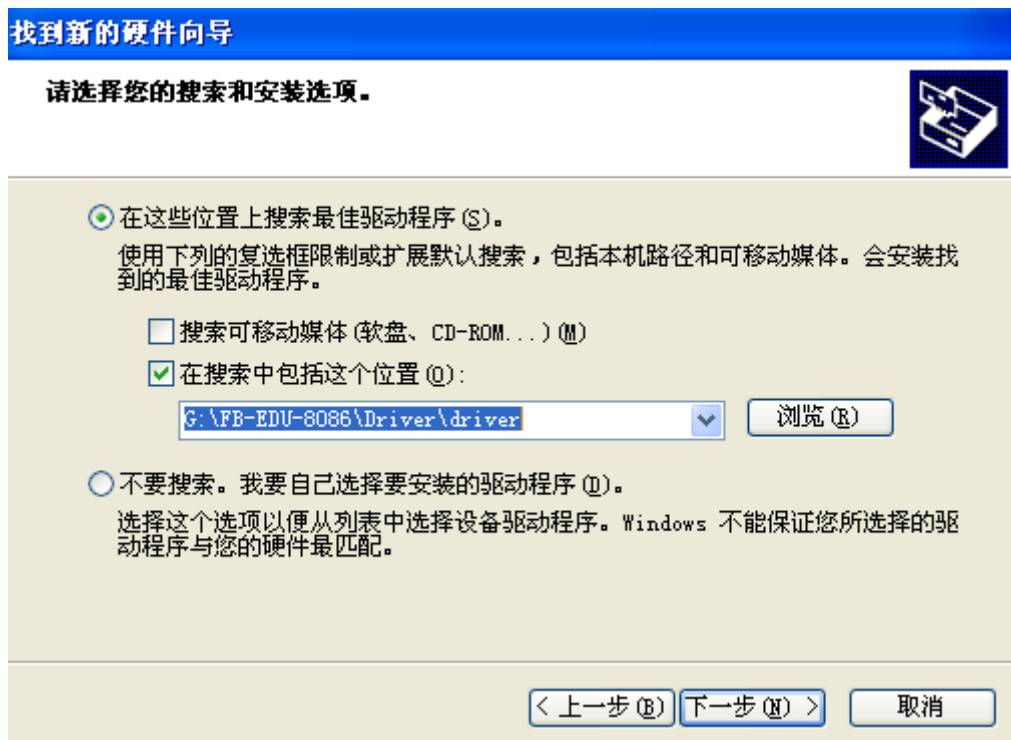 找到新的硬件向导
请选择您的搜索和安装选项。
在这些位置上搜索最佳驱动程序(S)。
使用下列的复选框限制或扩展默认搜索，包括本机路径和可移动媒体。会安装找
到的最佳驱动程序。
搜索可移动媒体(软盘、CD-ROM...)(M)
在搜索中包括这个位置(O):
G:\FB-EDU-8086\Driver\driver
浏览(R)
不要搜索。我要自己选择要安装的驱动程序(D)。
选择这个选项以便从列表中选择设备驱动程序。Windows 不能保证您所选择的驱
动程序与您的硬件最匹配。
< 上一步(B) 下一步(N) > 取消